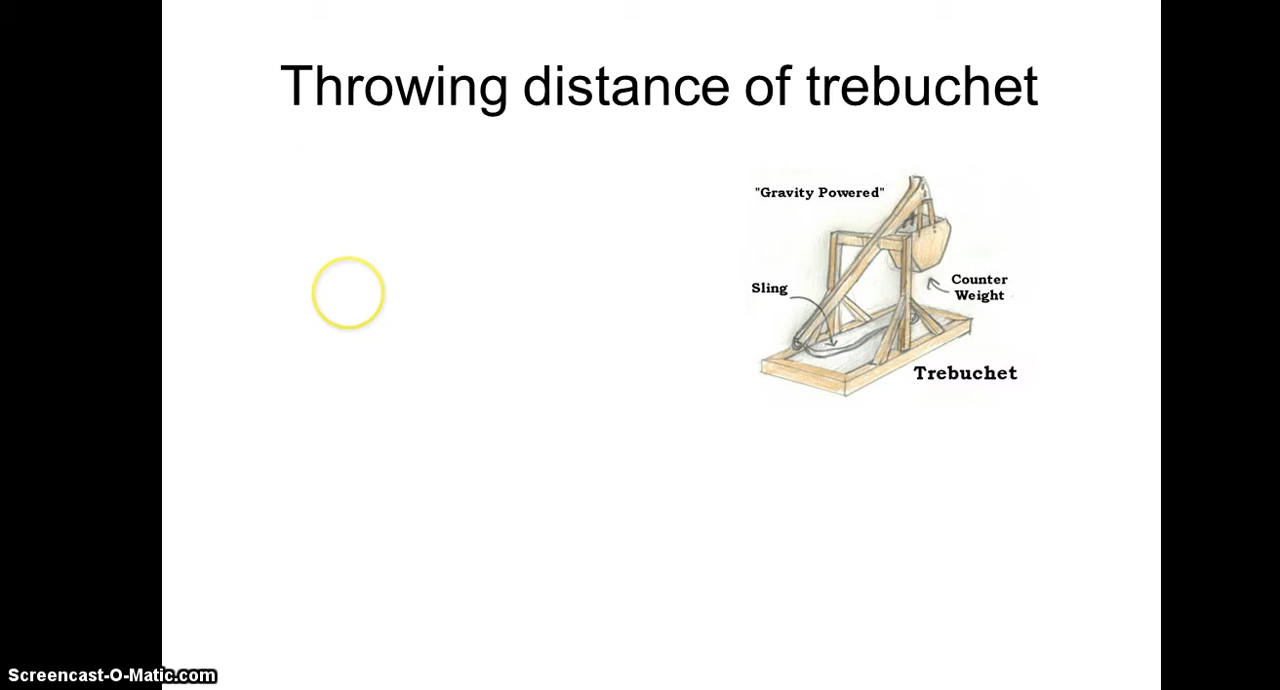 Throwing distance of trebuchet
"Gravity Powered"
Sling
Counter
Weight
Trebuchet
Screencast-O-Matic.com